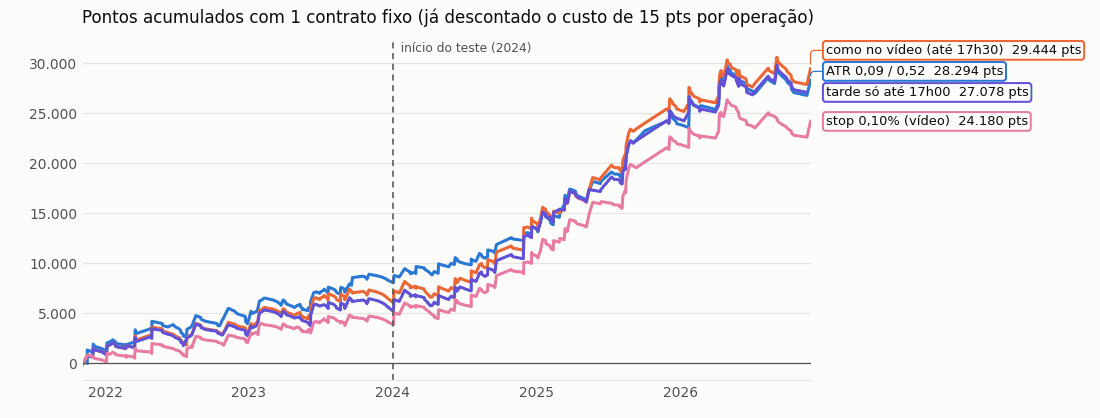 Pontos acumulados com 1 contrato fixo (já descontado o custo de 15 pts por operação)
início do teste (2024)
como no vídeo (até 17h30)  29.444 pts
ATR 0,09 / 0,52  28.294 pts
tarde só até 17h00  27.078 pts
stop 0,10% (vídeo)  24.180 pts
30.000
25.000
20.000
15.000
10.000
5.000
0
2022 2023 2024 2025 2026